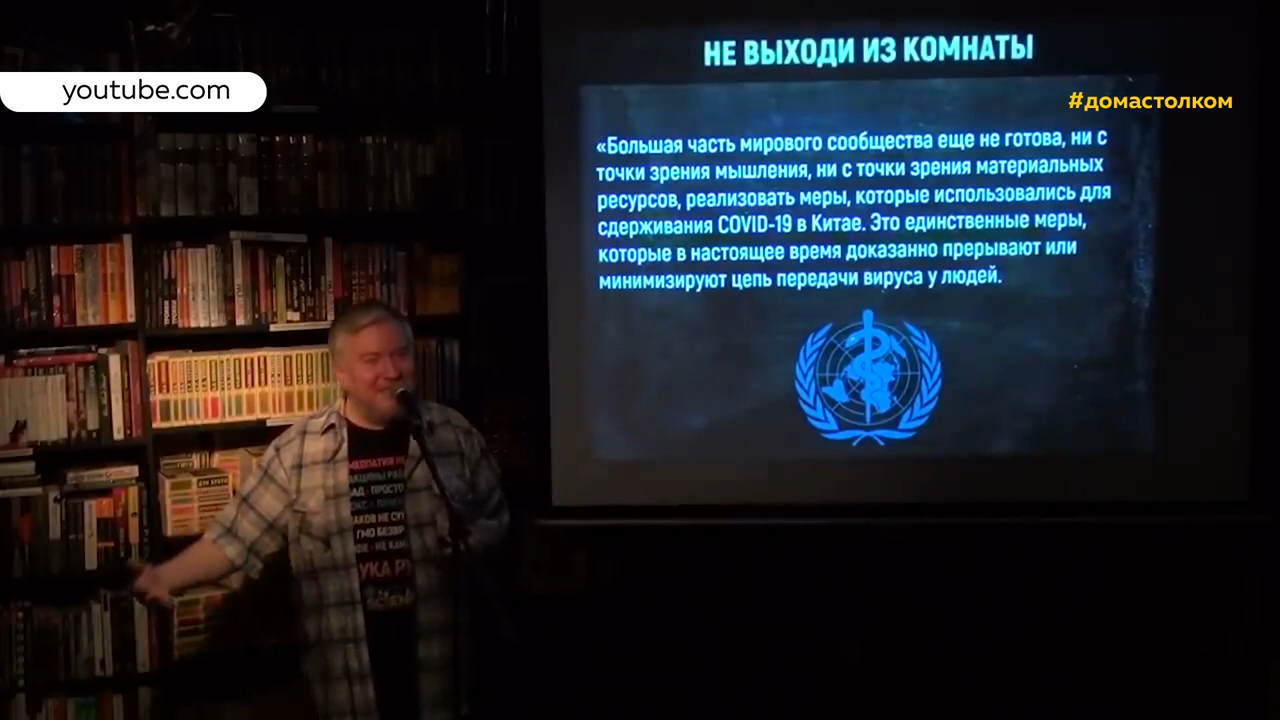 НЕ ВЫХОДИ ИЗ КОМНАТЫ
youtube.com
#домастолком
«Большая часть мирового сообщества еще не готова, ни с
точки зрения мышления, ни с точки зрения материальных
ресурсов, реализовать меры, которые использовались для
сдерживания COVID-19 в Китае. Это единственные меры,
которые в настоящее время доказанно прерывают или
минимизируют цепь передачи вируса у людей.